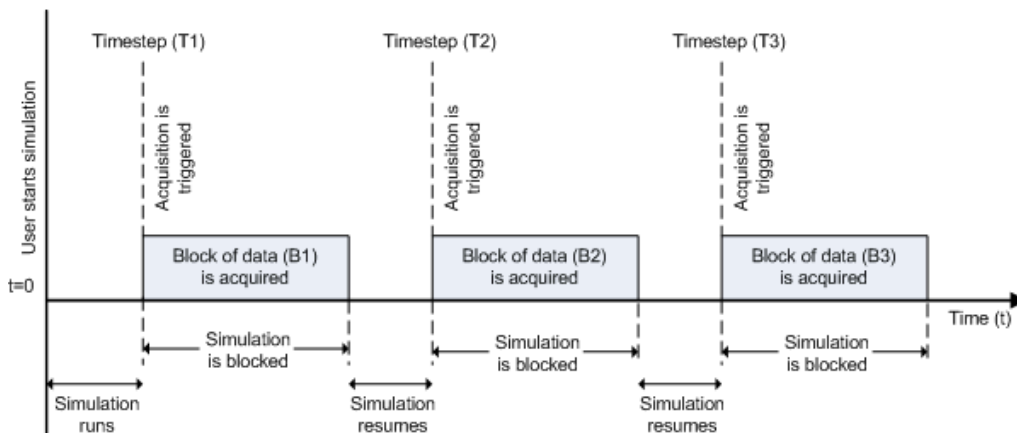 Timestep (T1)
Timestep (T2)
Timestep (T3)
User starts simulation
Acquisition is
triggered
Acquisition is
triggered
Acquisition is
triggered
Block of data (B1)
is acquired
Block of data (B2)
is acquired
Block of data (B3)
is acquired
t=0
Time (t)
Simulation
is blocked
Simulation
is blocked
Simulation
is blocked
Simulation
runs
Simulation
resumes
Simulation
resumes